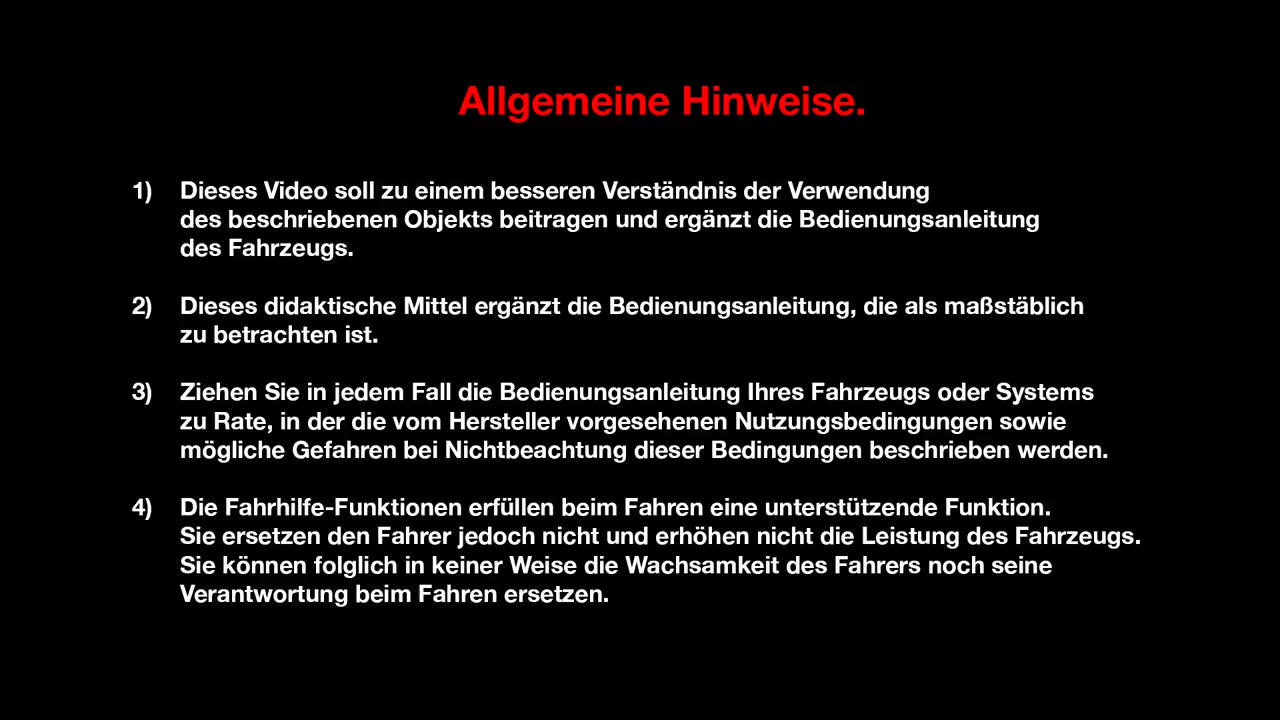 Allgemeine Hinweise.
1) Dieses Video soll zu einem besseren Verständnis der Verwendung
des beschriebenen Objekts beitragen und ergänzt die Bedienungsanleitung
des Fahrzeugs.
2) Dieses didaktische Mittel ergänzt die Bedienungsanleitung, die als maßstäblich
zu betrachten ist.
3) Ziehen Sie in jedem Fall die Bedienungsanleitung Ihres Fahrzeugs oder Systems
zu Rate, in der die vom Hersteller vorgesehenen Nutzungsbedingungen sowie
mögliche Gefahren bei Nichtbeachtung dieser Bedingungen beschrieben werden.
4) Die Fahrhilfe-Funktionen erfüllen beim Fahren eine unterstützende Funktion.
Sie ersetzen den Fahrer jedoch nicht und erhöhen nicht die Leistung des Fahrzeugs.
Sie können folglich in keiner Weise die Wachsamkeit des Fahrers noch seine
Verantwortung beim Fahren ersetzen.